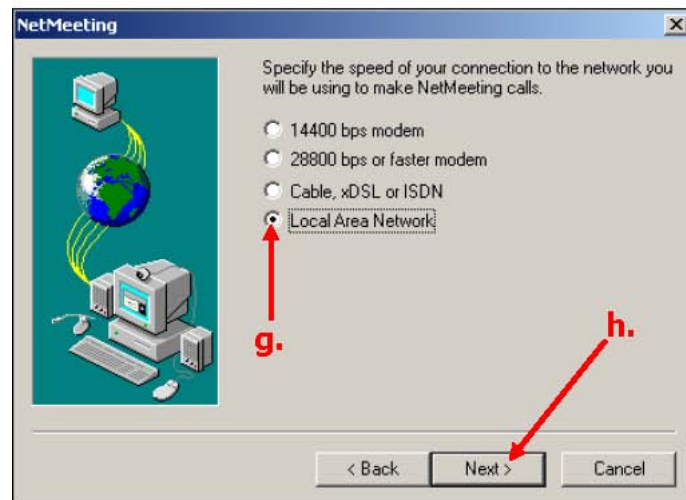 NetMeeting
Specify the speed of your connection to the network you
will be using to make NetMeeting calls.
14400 bps modem
28800 bps or faster modem
Cable, xDSL or ISDN
Local Area Network
g.
h.
< Back
Next >
Cancel